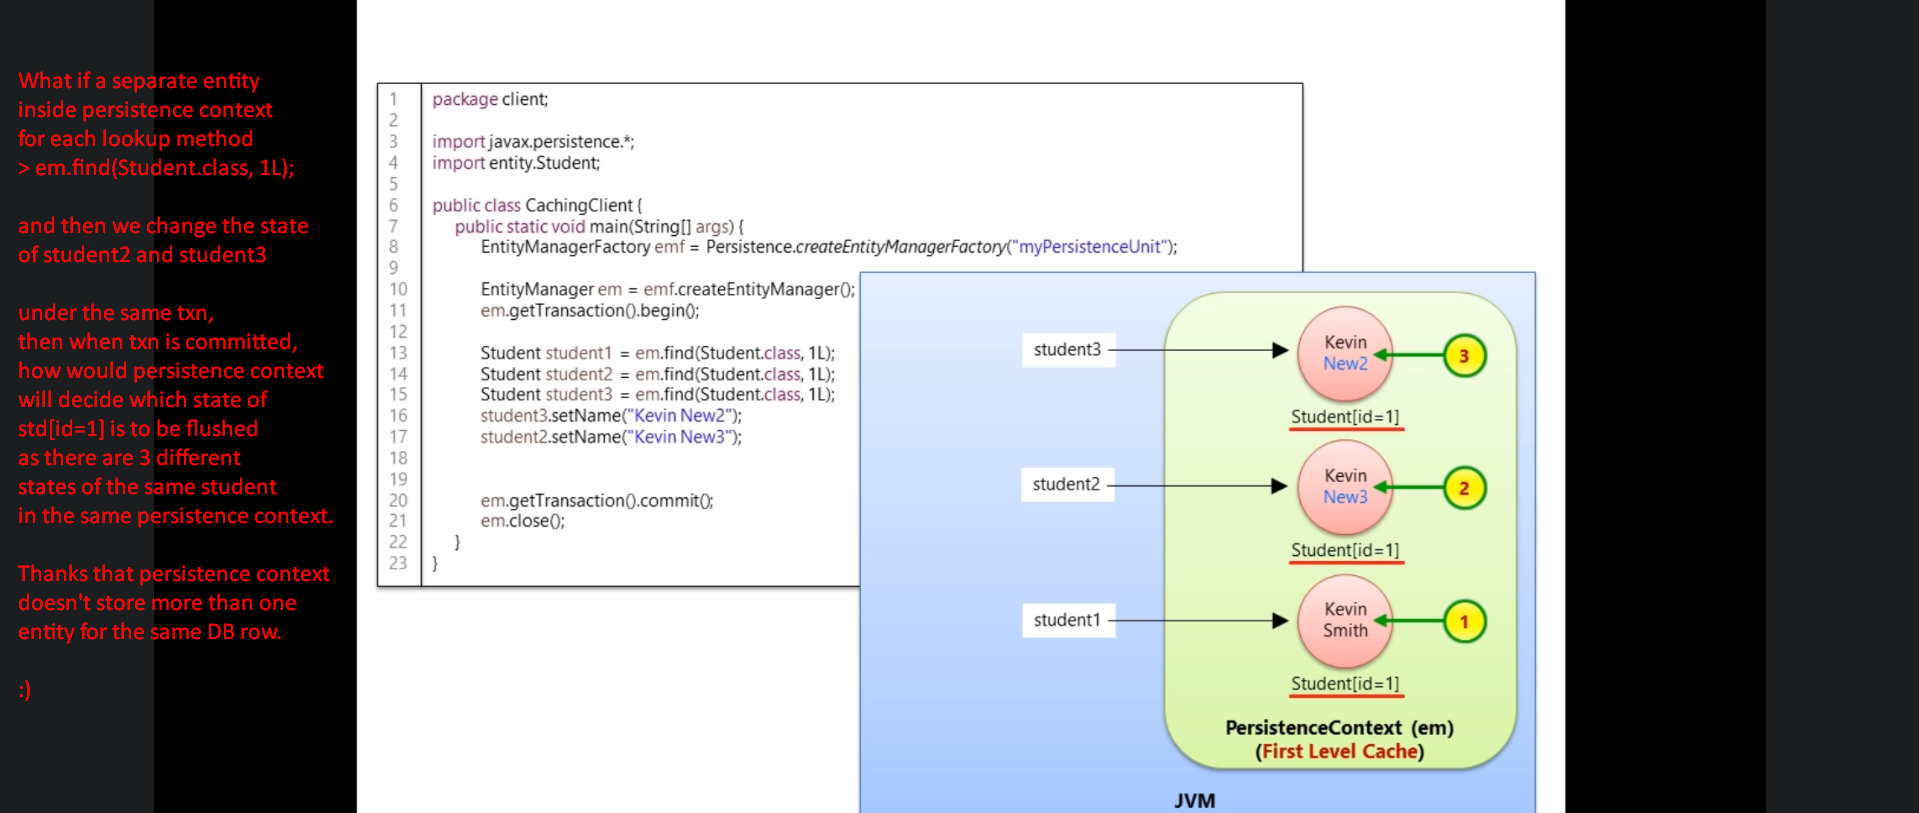 What if a separate entity
inside persistence context
for each lookup method
> em.find(Student.class, 1L);
and then we change the state
of student2 and student3
under the same txn,
then when txn is committed,
how would persistence context
will decide which state of
std[id=1] is to be flushed
as there are 3 different
states of the same student
in the same persistence context.
Thanks that persistence context
doesn't store more than one
entity for the same DB row.
:)
1 package client;
2
3 import javax.persistence.*;
4 import entity.Student;
5
6 public class CachingClient {
7 public static void main(String[] args) {
8 EntityManagerFactory emf = Persistence.createEntityManagerFactory("myPersistenceUnit");
9
10 EntityManager em = emf.createEntityManager();
11 em.getTransaction().begin();
12
13 Student student1 = em.find(Student.class, 1L);
14 Student student2 = em.find(Student.class, 1L);
15 Student student3 = em.find(Student.class, 1L);
16 student3.setName("Kevin New2");
17 student2.setName("Kevin New3");
18
19
20 em.getTransaction().commit();
21 em.close();
22 }
23 }
student3
Kevin
New2
3
Student[id=1]
student2
Kevin
New3
2
Student[id=1]
student1
Kevin
Smith
1
Student[id=1]
PersistenceContext (em)
(First Level Cache)
JVM